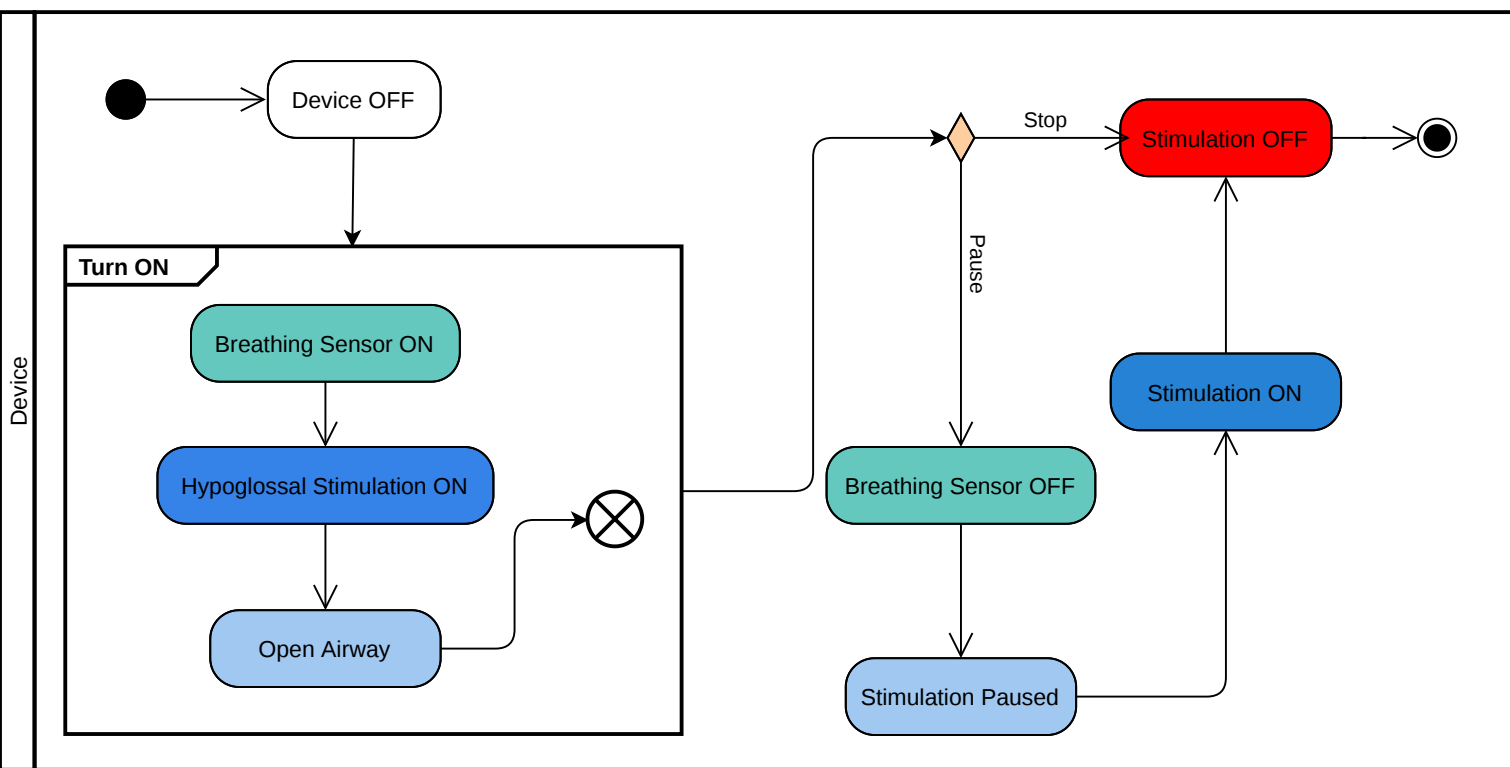 Device
Device OFF
Turn ON
Breathing Sensor ON
Hypoglossal Stimulation ON
Open Airway
Stop
Pause
Breathing Sensor OFF
Stimulation Paused
Stimulation ON
Stimulation OFF